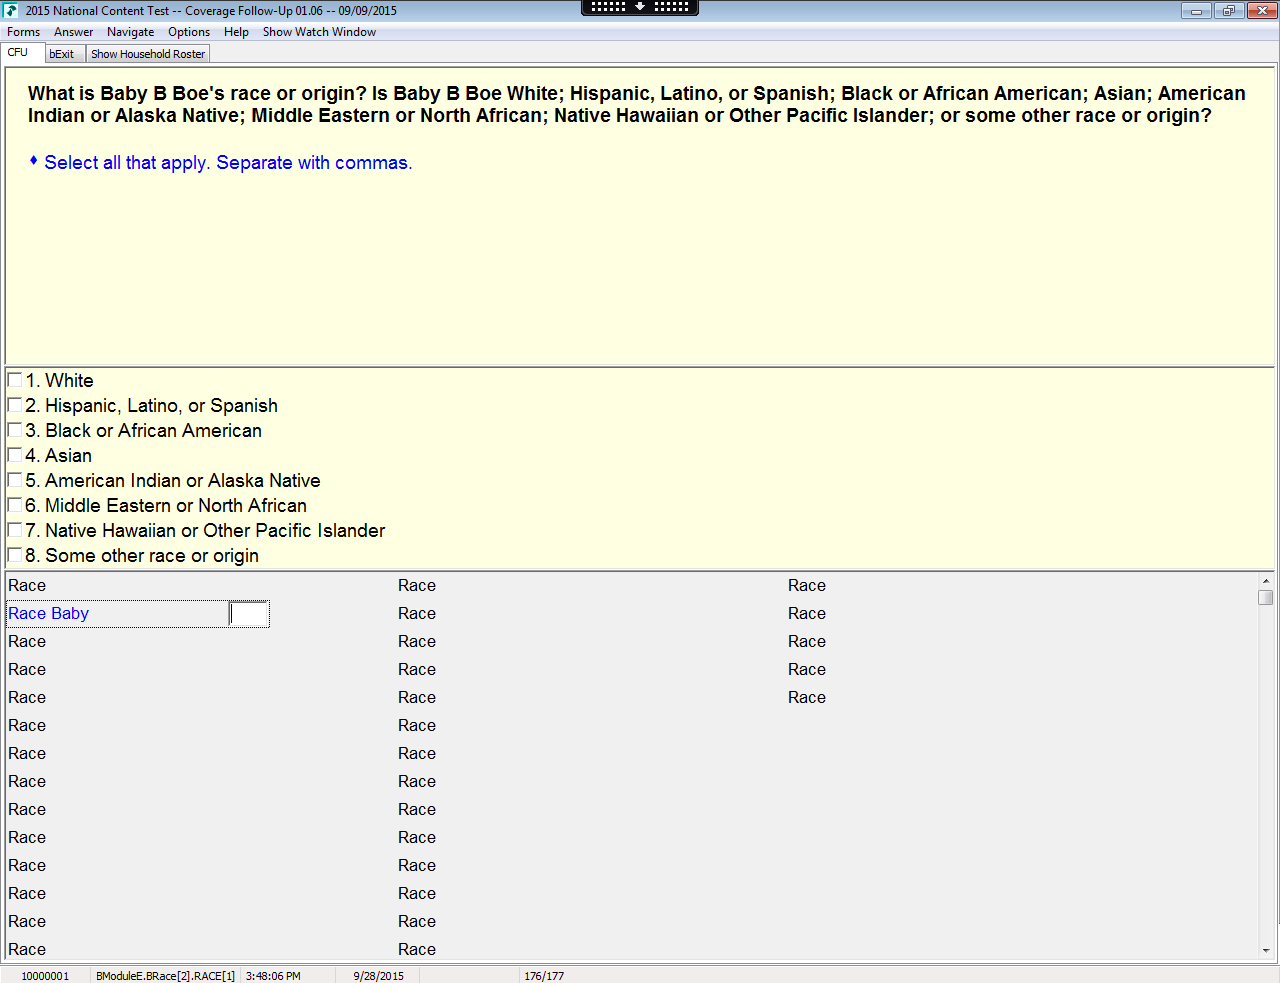 2015 National Content Test -- Coverage Follow-Up 01.06 -- 09/09/2015
Forms Answer Navigate Options Help Show Watch Window
CFU bExit Show Household Roster
What is Baby B Boe's race or origin? Is Baby B Boe White; Hispanic, Latino, or Spanish; Black or African American; Asian; American
Indian or Alaska Native; Middle Eastern or North African; Native Hawaiian or Other Pacific Islander; or some other race or origin?
Select all that apply. Separate with commas.
1. White
2. Hispanic, Latino, or Spanish
3. Black or African American
4. Asian
5. American Indian or Alaska Native
6. Middle Eastern or North African
7. Native Hawaiian or Other Pacific Islander
8. Some other race or origin
Race Race Race
Race Baby Race Race
Race Race Race
Race Race Race
Race Race Race
Race Race
Race Race
Race Race
Race Race
Race Race
Race Race
Race Race
Race Race
Race Race
10000001 BModuleE.BRace[2].RACE[1] 3:48:06 PM 9/28/2015 176/177